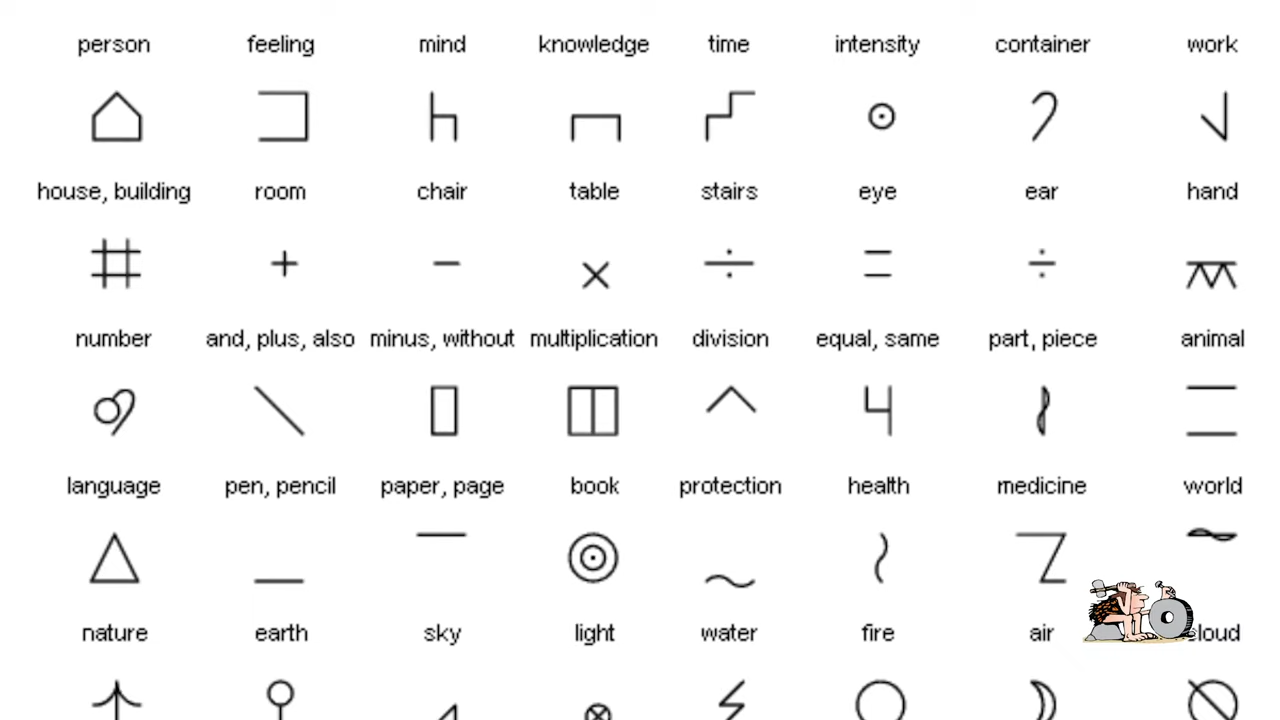 person feeling mind knowledge time intensity container work
house, building room chair table stairs eye ear hand
number and, plus, also minus, without multiplication division equal, same part, piece animal
language pen, pencil paper, page book protection health medicine world
nature earth sky light water fire air cloud